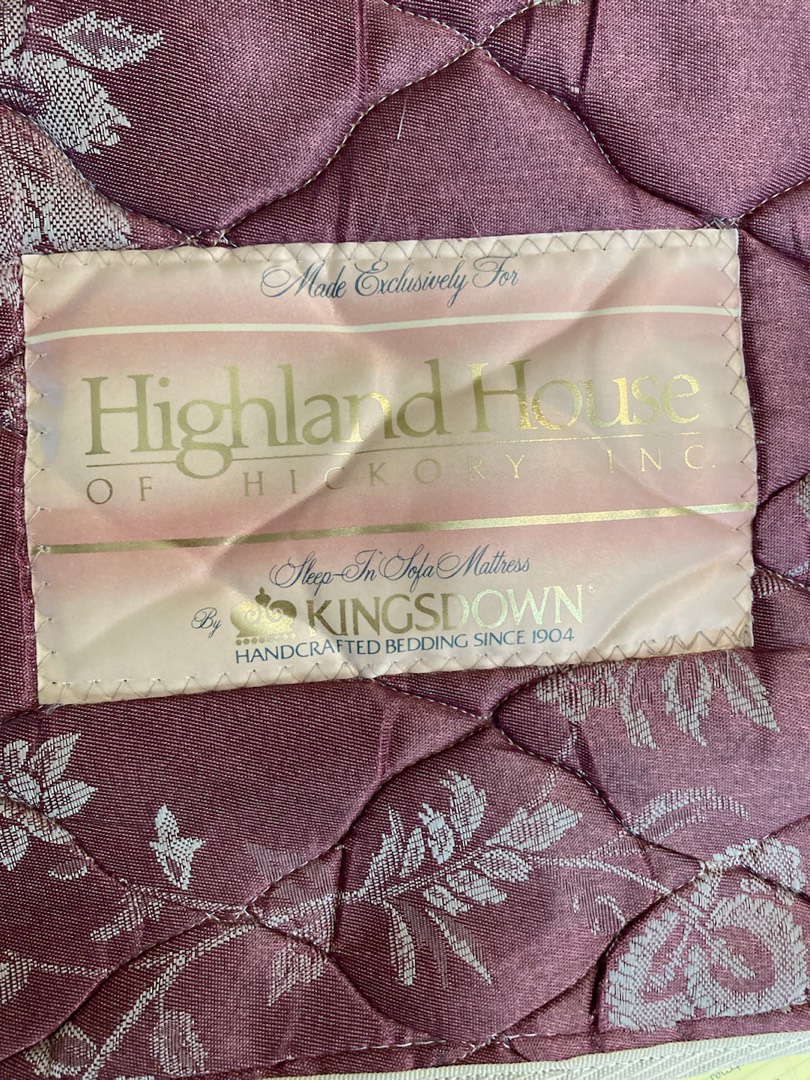 Made Exclusively For
Highland House
OF HICKORY INC.
Sleep-In Sofa Mattress
By KINGSDOWN®
HANDCRAFTED BEDDING SINCE 1904